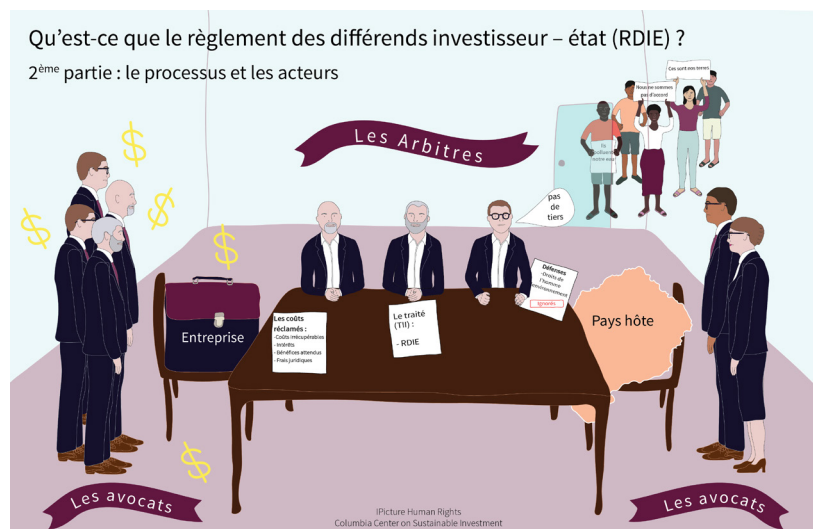 Qu'est-ce que le règlement des différends investisseur – état (RDIE) ?
2ème partie : le processus et les acteurs
Ces sont nos terres
Nous ne sommes
pas d'accord
notre eau!
Les Arbitres
pas
de
tiers
Défenses
-Droits de
l'homme
Ignorés
Les coûts
réclamés :
-Coûts irrécupérables
- Intérêts
- Bénéfices attendus
- Frais juridiques
Le traité
(TII) :
- RDIE
Entreprise
Pays hôte
Les avocats
Les avocats
IPicture Human Rights
Columbia Center on Sustainable Investment